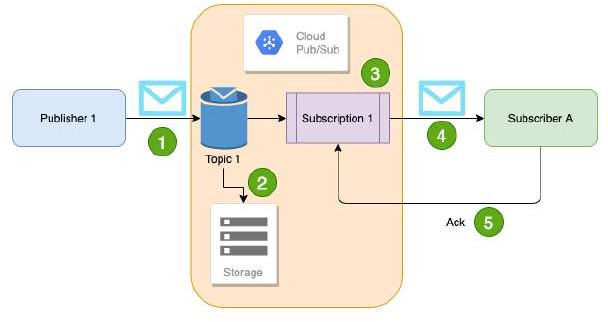 Cloud
Pub/Sub
3
Publisher 1
1
Subscription 1
4
Subscriber A
Topic 1
2
Ack
5
Storage